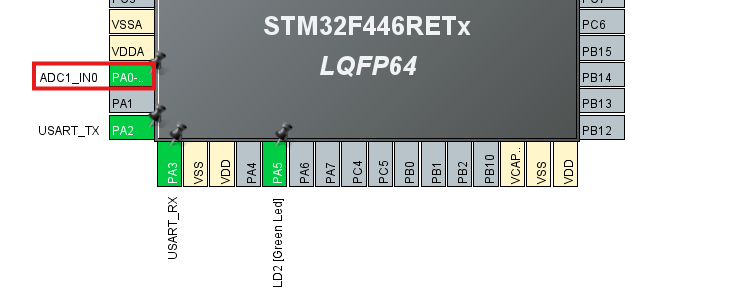 VSSA
VDDA
ADC1_IN0
PA0-..
PA1
USART_TX
PA2
STM32F446RETx
LQFP64
PC6
PB15
PB14
PB13
PB12
PA3
VSS
VDD
PA4
PA5
PA6
PA7
PC4
PC5
PB0
PB1
PB2
PB10
VCAP..
VSS
VDD
USART_RX
LD2 [Green Led]